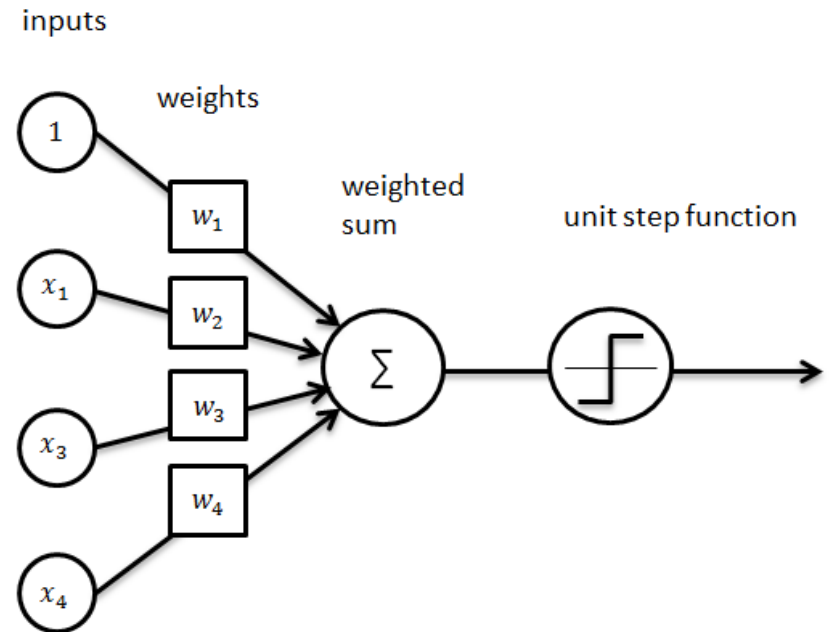 inputs
weights
1
w₁
weighted
sum
unit step function
x₁
w₂
∑
w₃
x₃
w₄
x₄